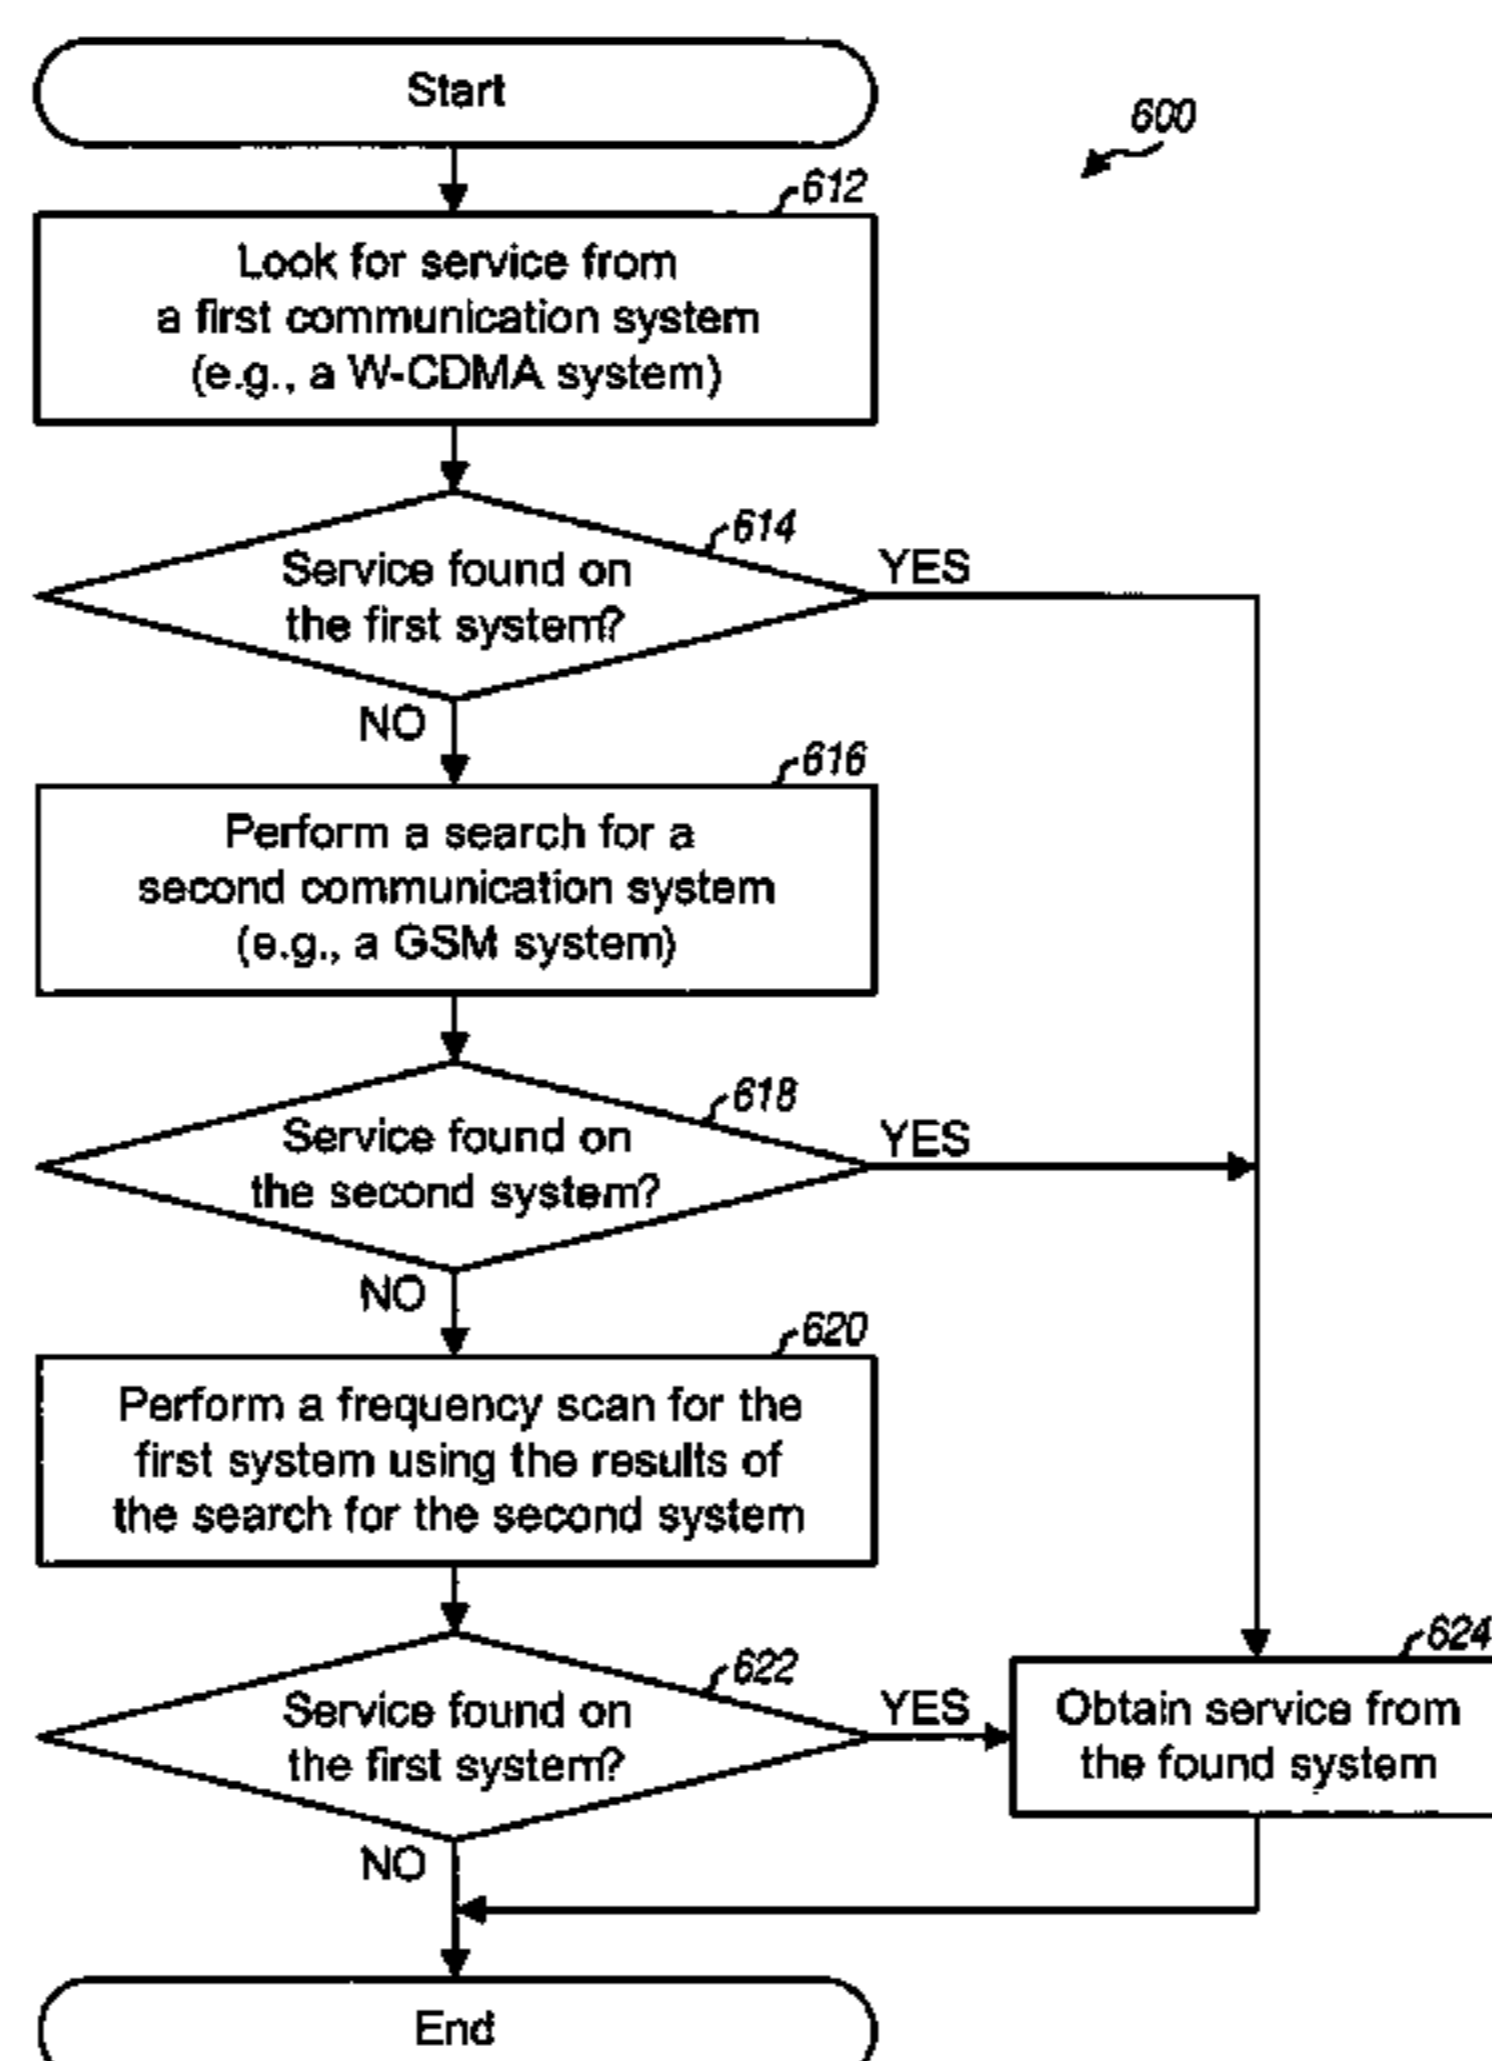 Start
600
612
Look for service from
a first communication system
(e.g., a W-CDMA system)
614
Service found on
the first system?
YES
NO
616
Perform a search for a
second communication system
(e.g., a GSM system)
618
Service found on
the second system?
YES
NO
620
Perform a frequency scan for the
first system using the results of
the search for the second system
622
Service found on
the first system?
YES
624
Obtain service from
the found system
NO
End